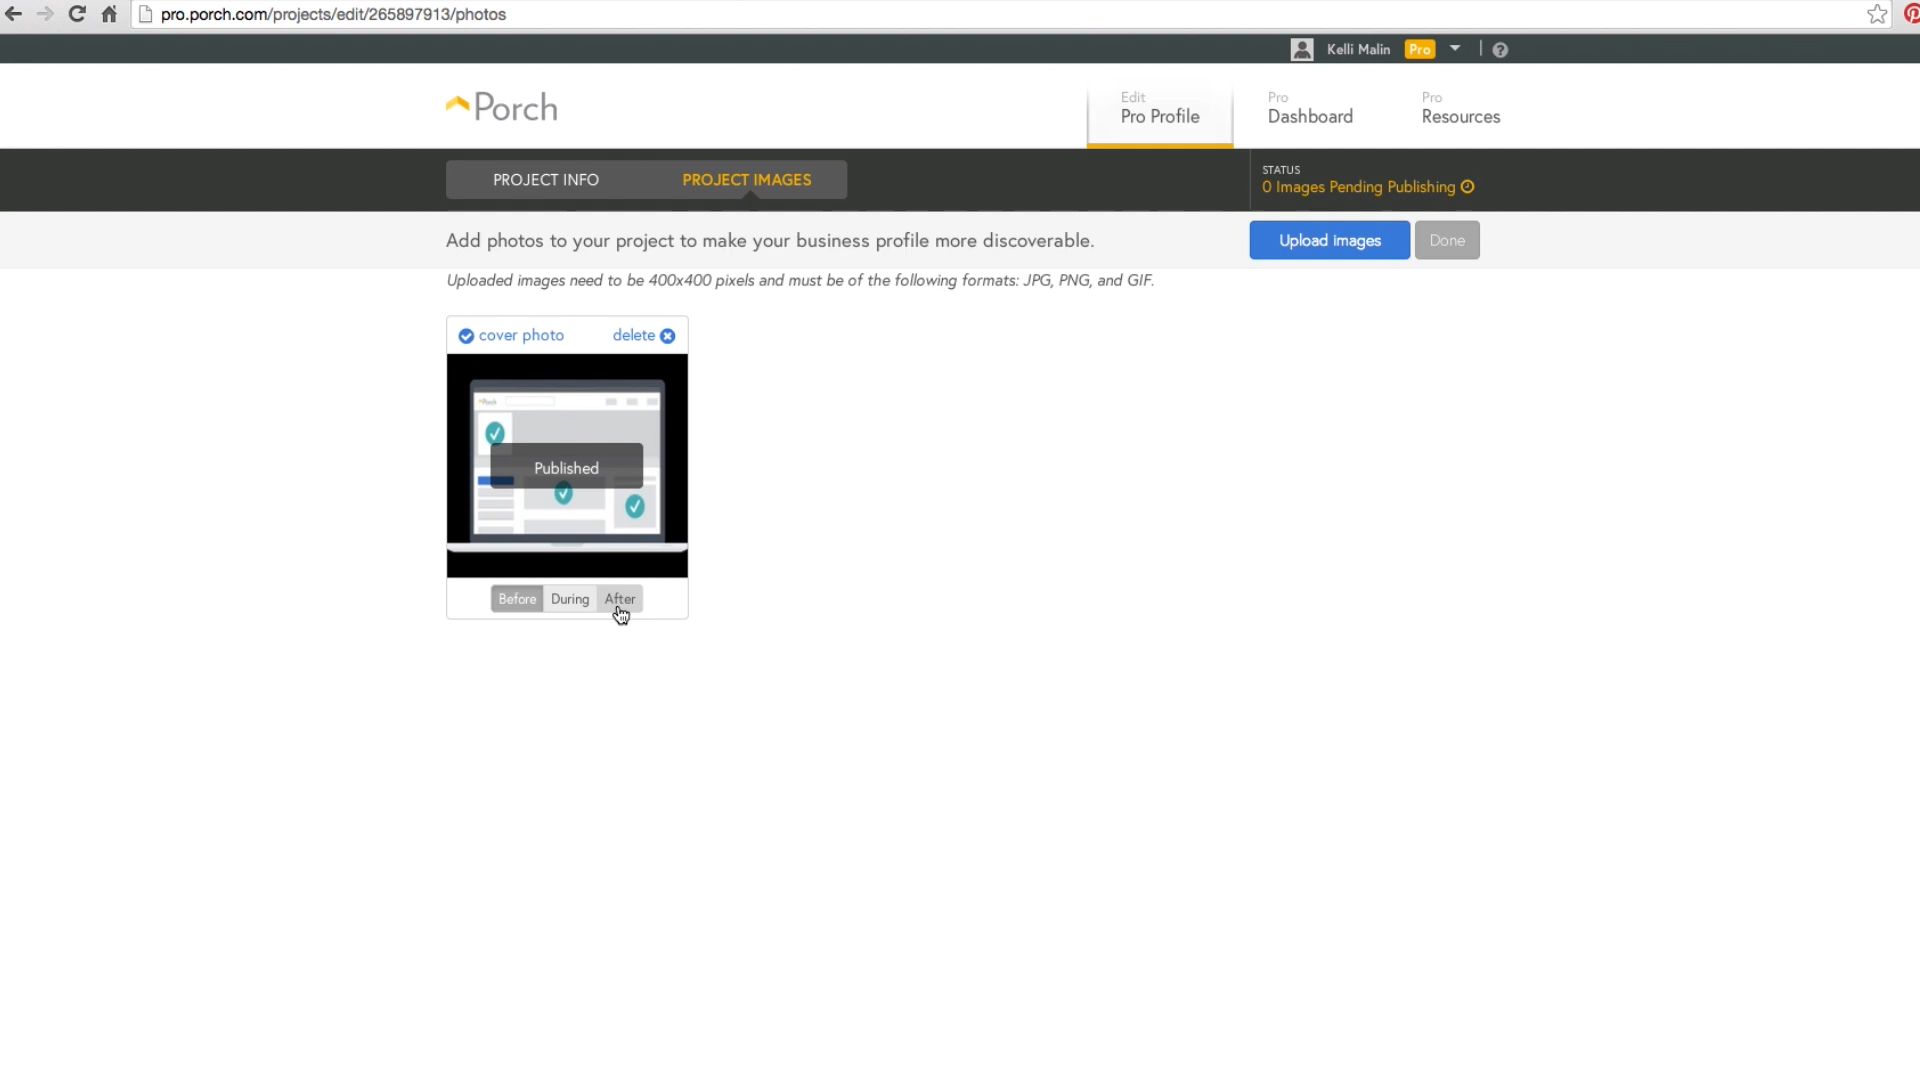 pro.porch.com/projects/edit/265897913/photos
Kelli Malin Pro
Porch
Edit
Pro Profile
Pro
Dashboard
Pro
Resources
PROJECT INFO
PROJECT IMAGES
STATUS
0 Images Pending Publishing
Add photos to your project to make your business profile more discoverable.
Upload images
Done
Uploaded images need to be 400x400 pixels and must be of the following formats: JPG, PNG, and GIF.
cover photo
delete
Porch
Published
Before During After